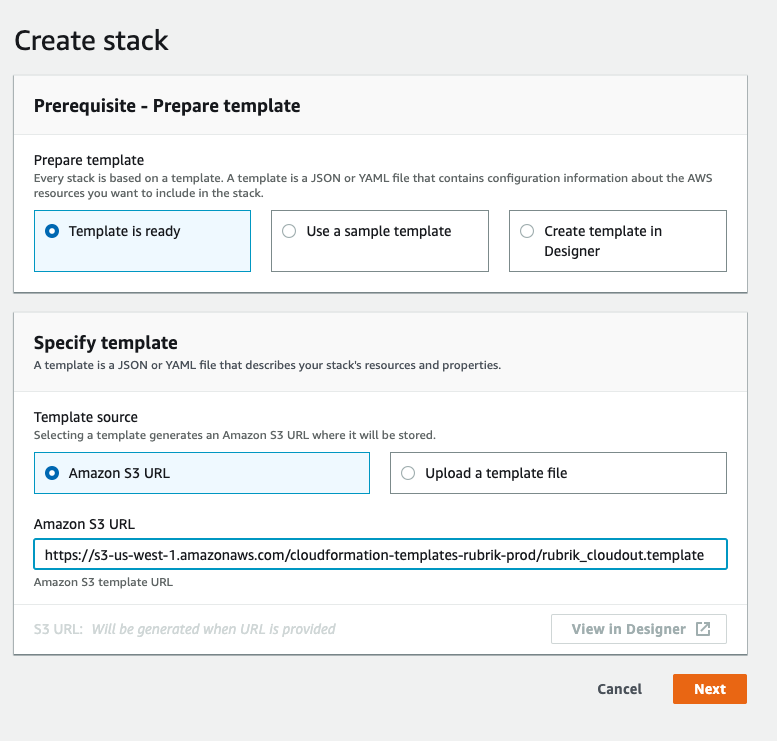 Create stack
Prerequisite - Prepare template
Prepare template
Every stack is based on a template. A template is a JSON or YAML file that contains configuration information about the AWS
resources you want to include in the stack.
Template is ready
Use a sample template
Create template in
Designer
Specify template
A template is a JSON or YAML file that describes your stack's resources and properties.
Template source
Selecting a template generates an Amazon S3 URL where it will be stored.
Amazon S3 URL
Upload a template file
Amazon S3 URL
https://s3-us-west-1.amazonaws.com/cloudformation-templates-rubrik-prod/rubrik_cloudout.template
Amazon S3 template URL
S3 URL: Will be generated when URL is provided
View in Designer
Cancel
Next